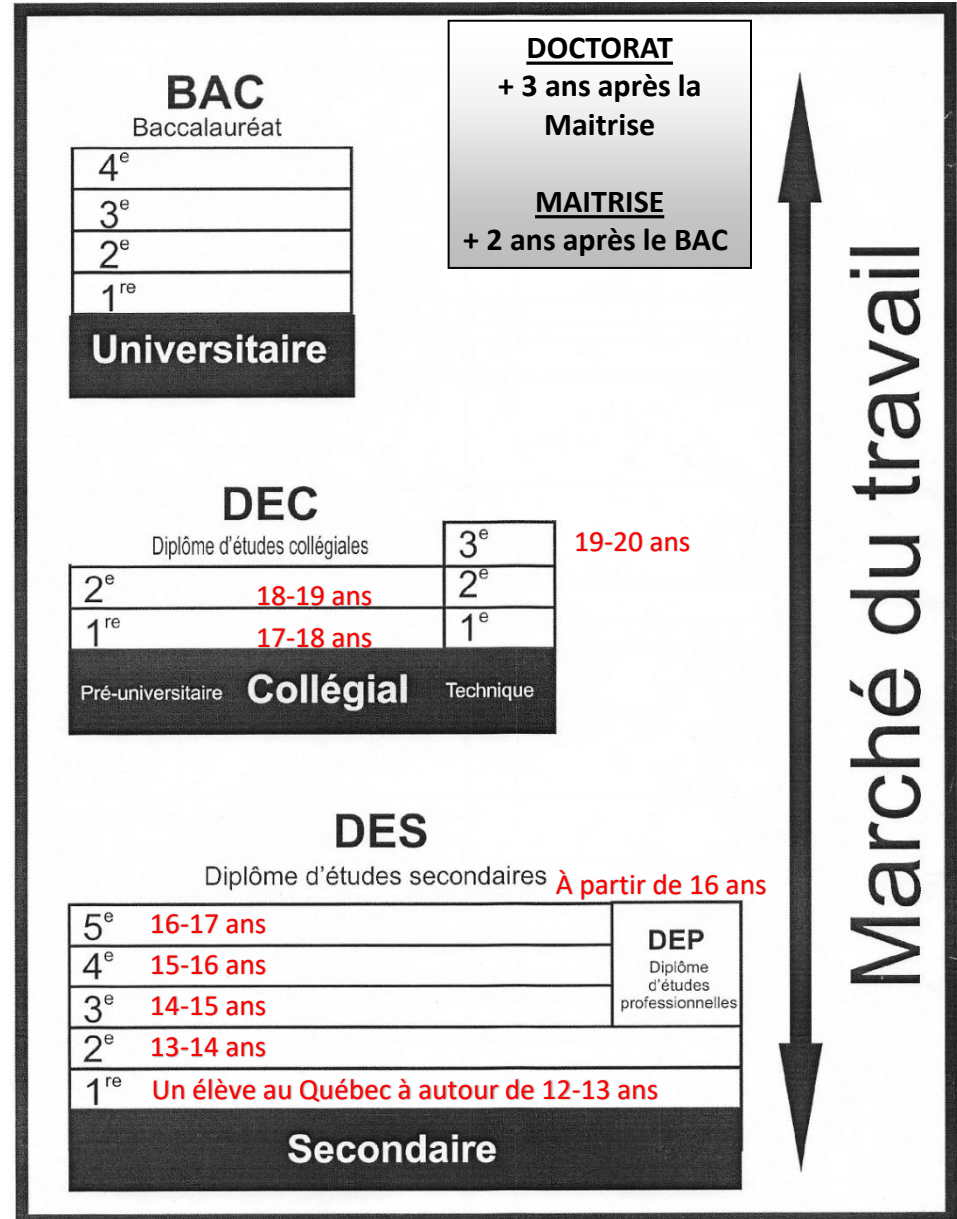 DOCTORAT
+ 3 ans après la
Maitrise
MAITRISE
+ 2 ans après le BAC
BAC
Baccalauréat
4e
3e
2e
1re
Universitaire
DEC
Diplôme d'études collégiales
3e
19-20 ans
2e
18-19 ans
2e
1re
17-18 ans
1e
Pré-universitaire
Collégial
Technique
DES
Diplôme d'études secondaires
À partir de 16 ans
5e
16-17 ans
4e
15-16 ans
3e
14-15 ans
DEP
Diplôme
d'études
professionnelles
2e
13-14 ans
1re
Un élève au Québec à autour de 12-13 ans
Secondaire
Marché du travail